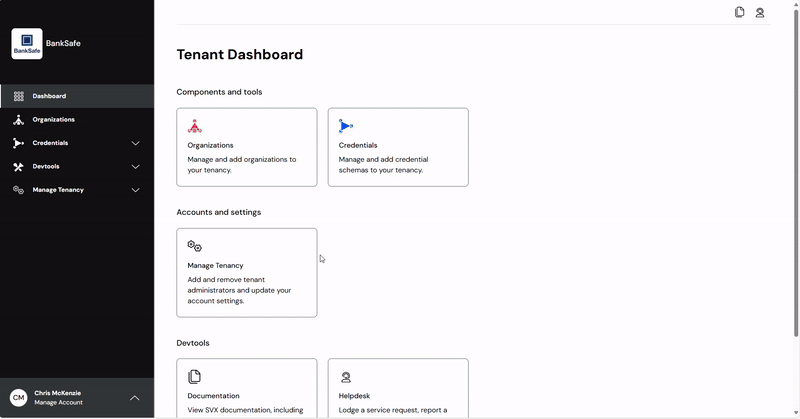 BankSafe
BankSafe
Dashboard
Organizations
Credentials
Devtools
Manage Tenancy
CM
Chris McKenzie
Manage Account
Tenant Dashboard
Components and tools
Organizations
Manage and add organizations to
your tenancy.
Credentials
Manage and add credential
schemas to your tenancy.
Accounts and settings
Manage Tenancy
Add and remove tenant
administrators and update your
account settings.
Devtools
Documentation
View SVX documentation, including
Helpdesk
Lodge a service request, report a